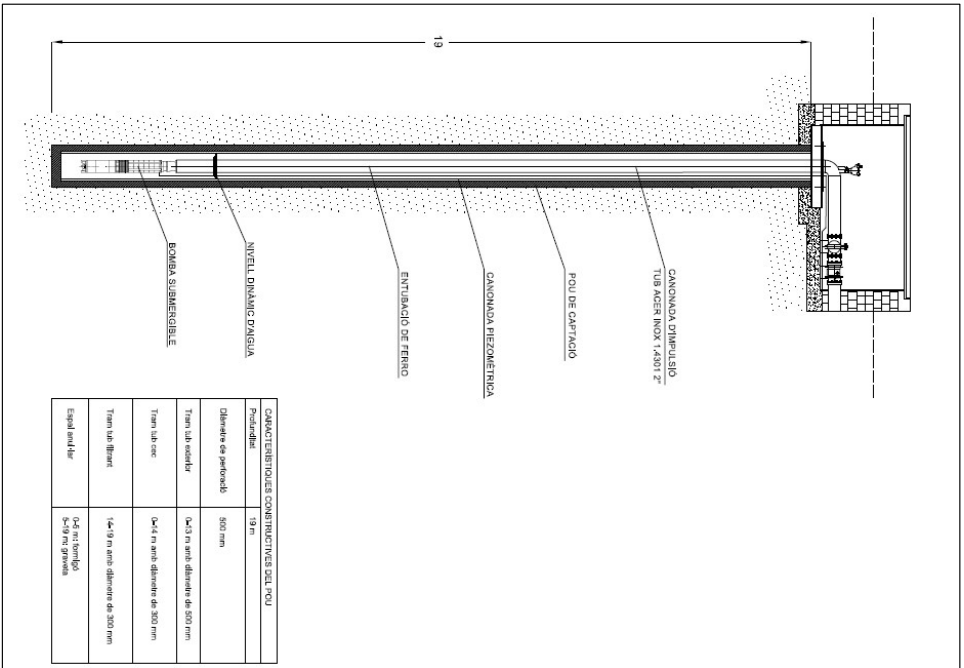 19
CANONADA D'IMPULSIÓ
TUB ACER INOX 1,4301 2"
POU DE CAPTACIÓ
CANONADA PIEZOMÈTRICA
ENTUBACIÓ DE FERRO
NIVELL DINÀMIC D'AIGUA
BOMBA SUBMERGIBLE
CARACTERÍSTIQUES CONSTRUCTIVES DEL POU
Profunditat 19 m
Diàmetre de perforació 500 mm
Tram tub exterior 0-13 m amb diàmetre de 500 mm
Tram tub cec 0-14 m amb diàmetre de 300 mm
Tram tub filtrant 14-19 m amb diàmetre de 300 mm
Espai anul·lar 0-5 m: formigó
5-19 m: graveta